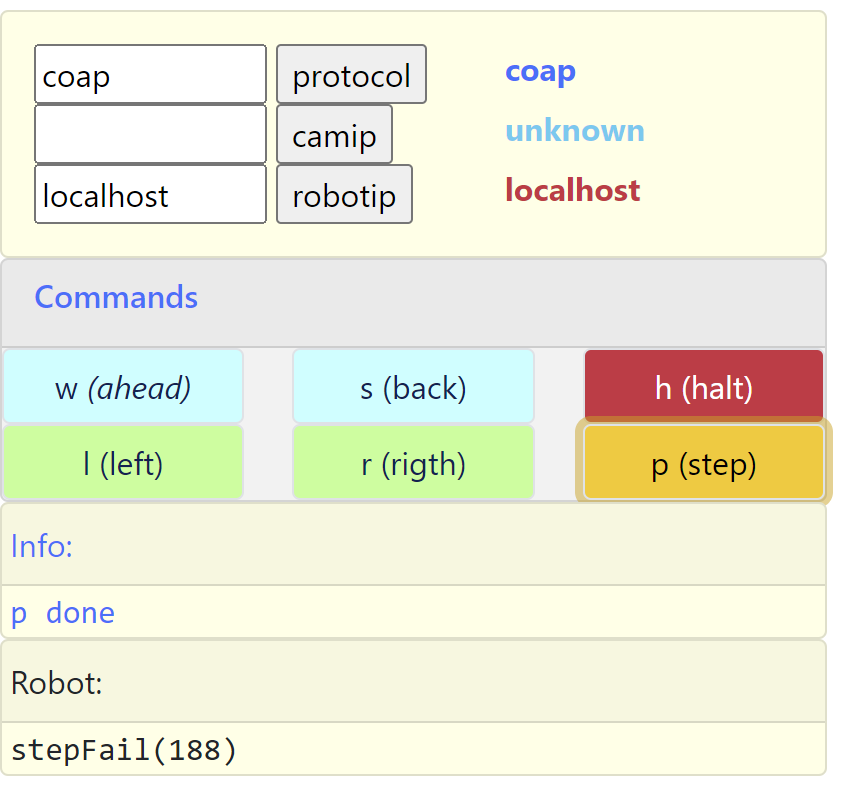 coap protocol coap
camip unknown
localhost robotip localhost
Commands
w (ahead) s (back) h (halt)
l (left) r (rigth) p (step)
Info:
p done
Robot:
stepFail(188)